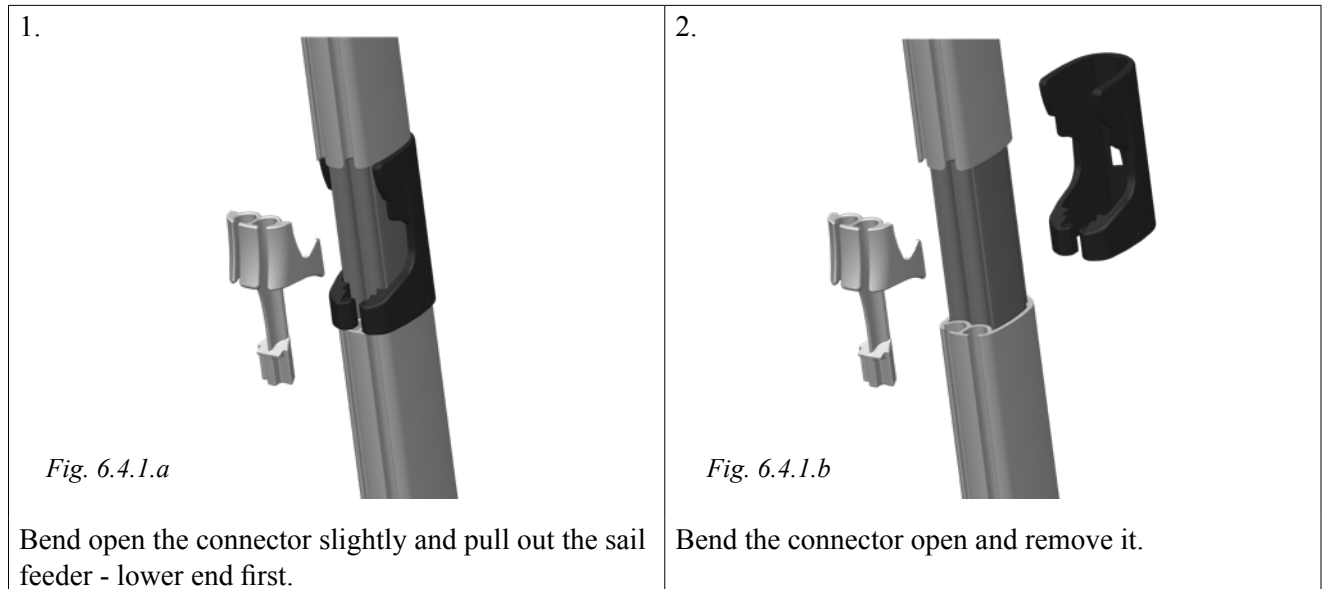 1.
Fig. 6.4.1.a
Bend open the connector slightly and pull out the sail
feeder - lower end first.
2.
Fig. 6.4.1.b
Bend the connector open and remove it.